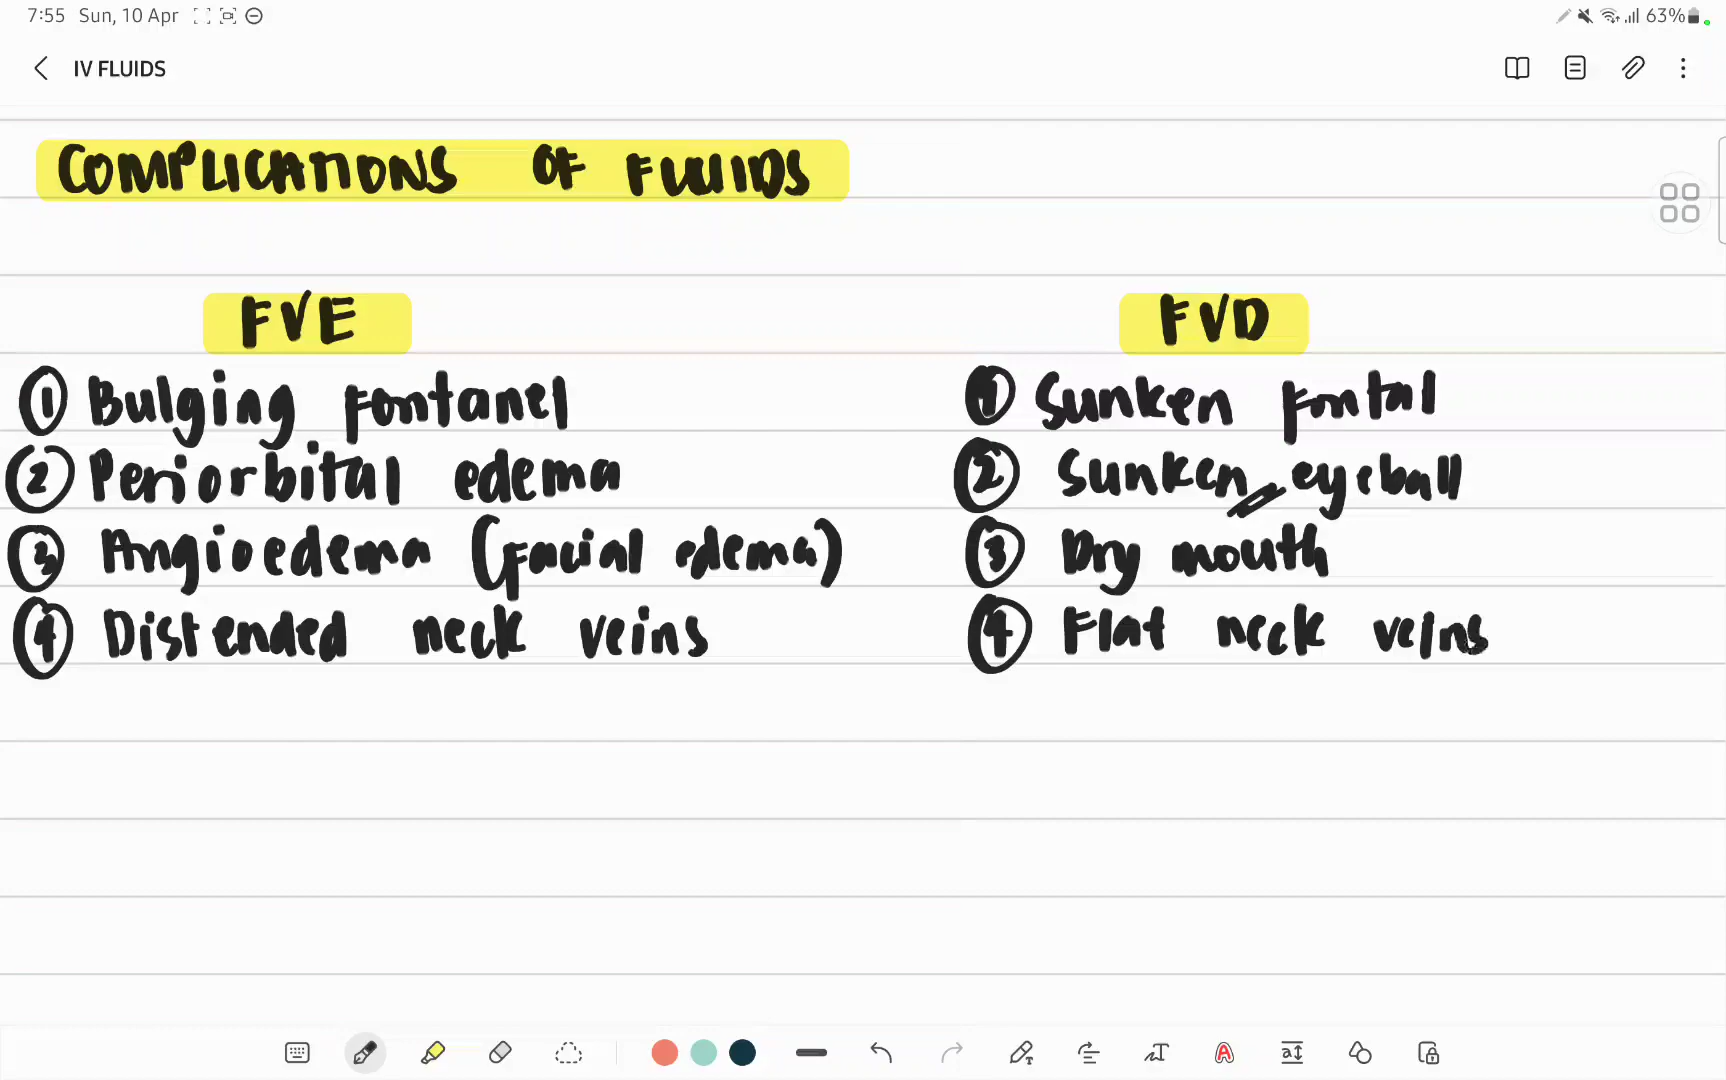 7:55 Sun, 10 Apr
63%
IV FLUIDS
COMPLICATIONS OF FLUIDS
FVE
① Bulging Fontanel
② Periorbital edema
③ Angioedema (facial edema)
④ Distended neck veins
FVD
① Sunken Fontal
② Sunken eyeball
③ Dry mouth
④ Flat neck veins